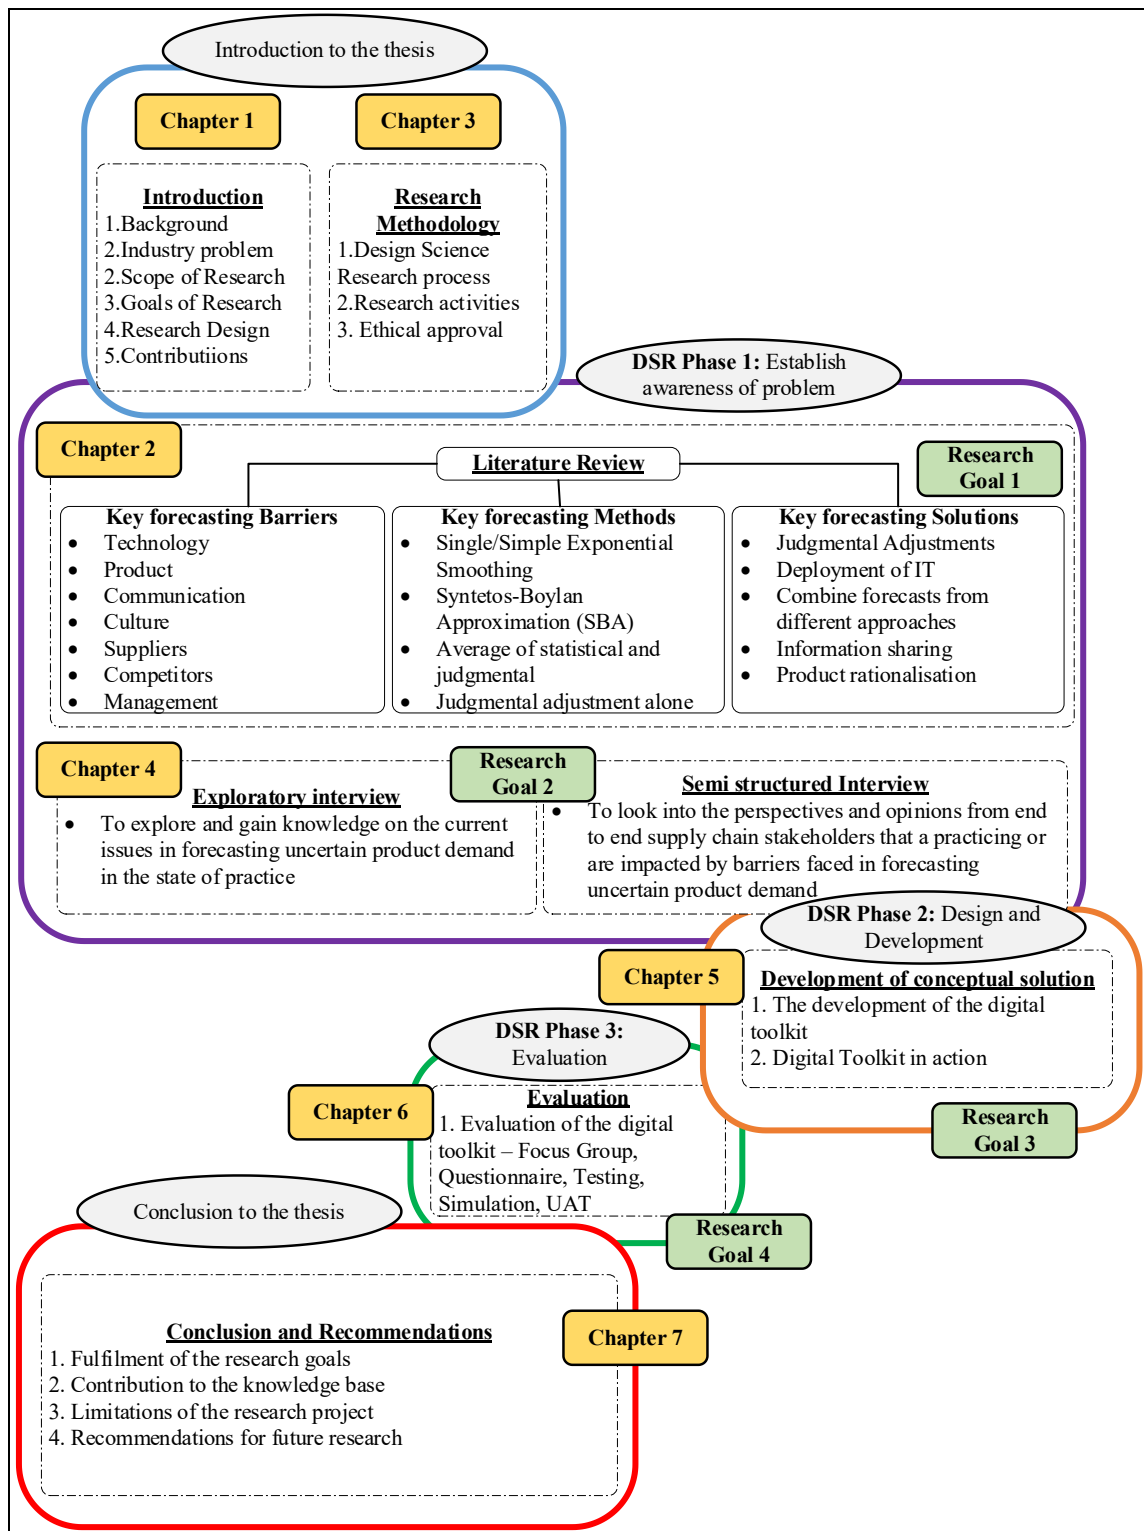 Introduction to the thesis
Chapter 1
Chapter 3
Introduction
1.Background
2.Industry problem
2.Scope of Research
3.Goals of Research
4.Research Design
5.Contributiions
Research
Methodology
1.Design Science
Research process
2.Research activities
3. Ethical approval
DSR Phase 1: Establish
awareness of problem
Chapter 2
Literature Review
Research
Goal 1
Key forecasting Barriers
• Technology
• Product
• Communication
• Culture
• Suppliers
• Competitors
• Management
Key forecasting Methods
• Single/Simple Exponential
Smoothing
• Syntetos-Boylan
Approximation (SBA)
• Average of statistical and
judgmental
• Judgmental adjustment alone
Key forecasting Solutions
• Judgmental Adjustments
• Deployment of IT
• Combine forecasts from
different approaches
• Information sharing
• Product rationalisation
Chapter 4
Research
Goal 2
Exploratory interview
• To explore and gain knowledge on the current
issues in forecasting uncertain product demand
in the state of practice
Semi structured Interview
• To look into the perspectives and opinions from end
to end supply chain stakeholders that a practicing or
are impacted by barriers faced in forecasting
uncertain product demand
DSR Phase 2: Design and
Development
Chapter 5
Development of conceptual solution
1. The development of the digital
toolkit
2. Digital Toolkit in action
Research
Goal 3
DSR Phase 3:
Evaluation
Chapter 6
Evaluation
1. Evaluation of the digital
toolkit – Focus Group,
Questionnaire, Testing,
Simulation, UAT
Research
Goal 4
Conclusion to the thesis
Chapter 7
Conclusion and Recommendations
1. Fulfilment of the research goals
2. Contribution to the knowledge base
3. Limitations of the research project
4. Recommendations for future research